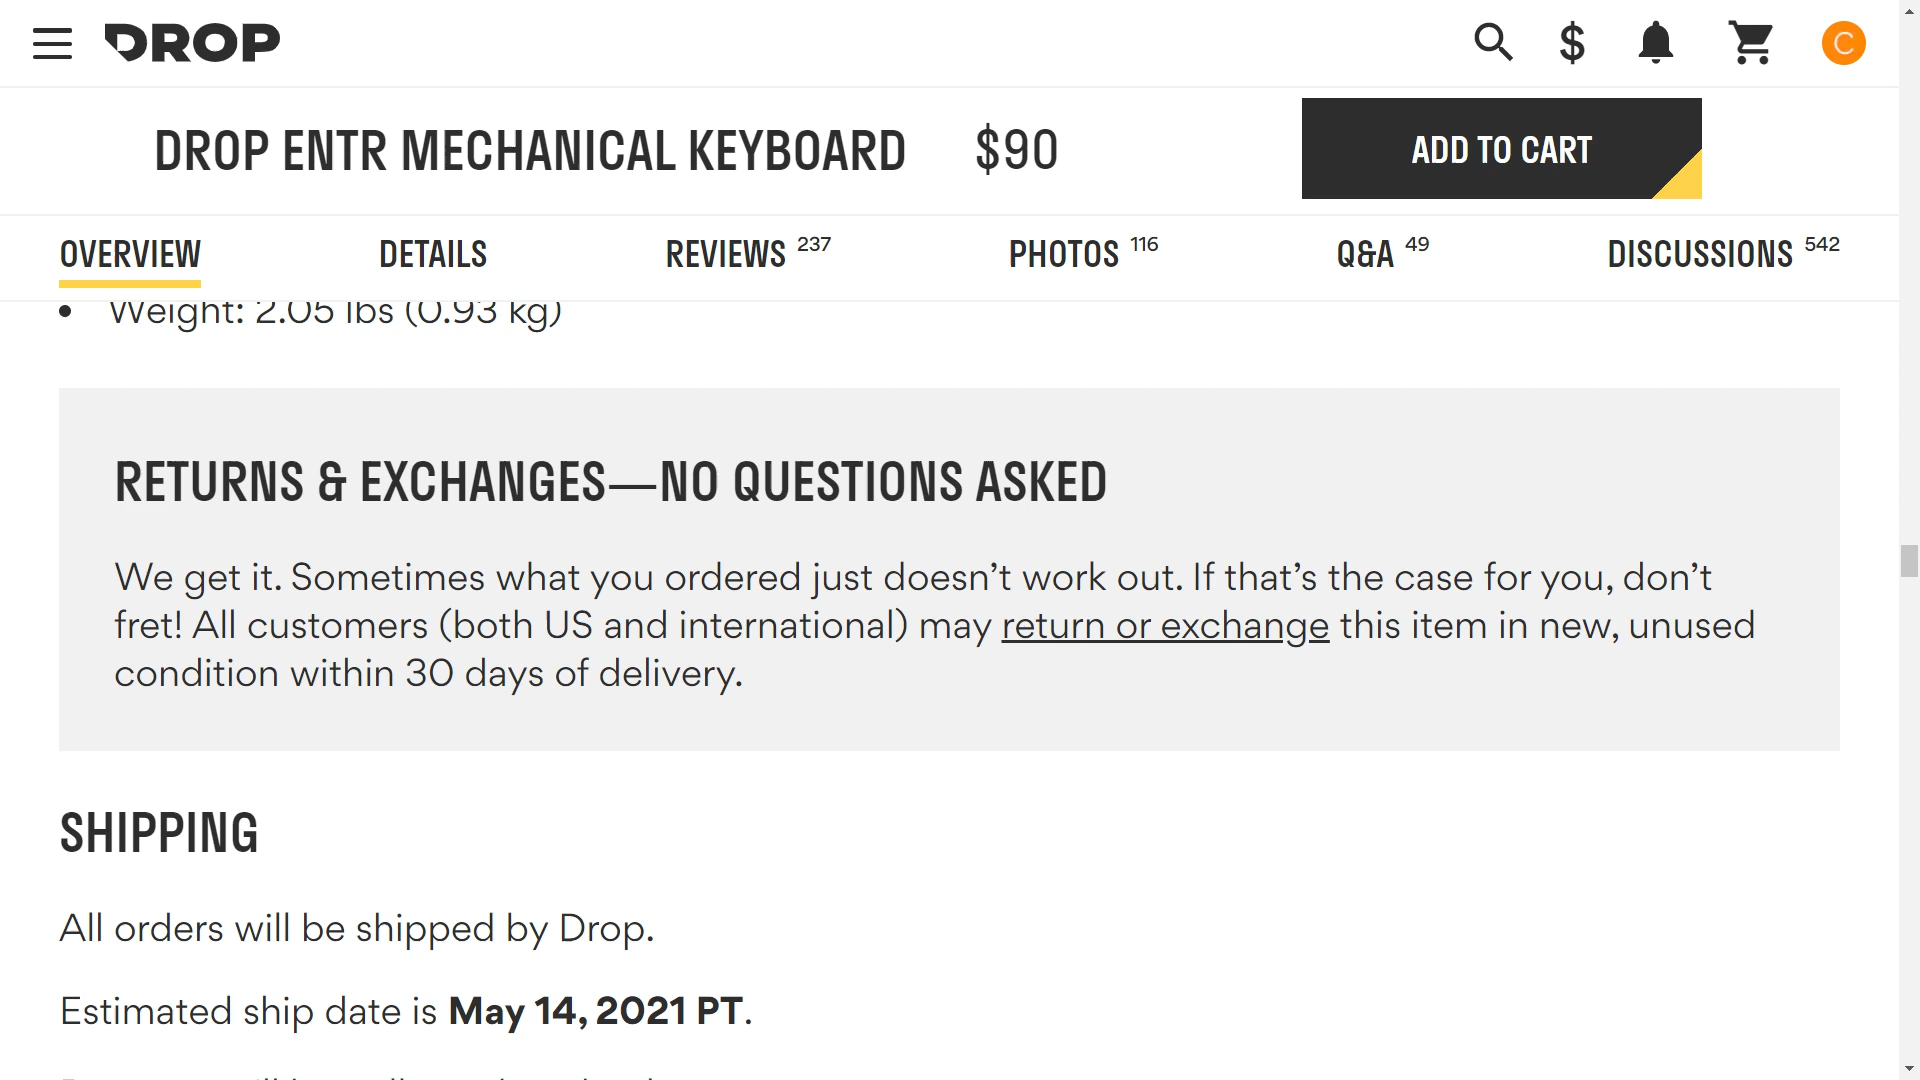 DROP
C
DROP ENTR MECHANICAL KEYBOARD $90 ADD TO CART
OVERVIEW DETAILS REVIEWS 237 PHOTOS 116 Q&A 49 DISCUSSIONS 542
• Weight: 2.05 lbs (0.93 kg)
RETURNS & EXCHANGES—NO QUESTIONS ASKED
We get it. Sometimes what you ordered just doesn’t work out. If that’s the case for you, don’t
fret! All customers (both US and international) may return or exchange this item in new, unused
condition within 30 days of delivery.
SHIPPING
All orders will be shipped by Drop.
Estimated ship date is May 14, 2021 PT.